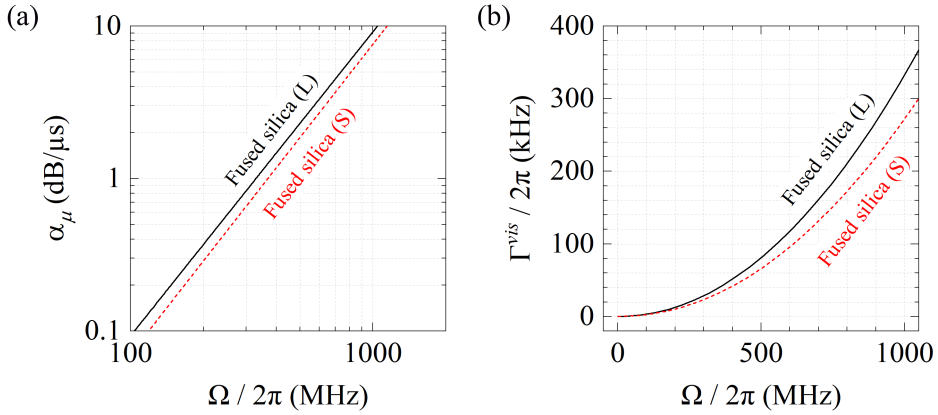 (a)
α_μ (dB/μs)
10
1
0.1
Fused silica (L)
Fused silica (S)
100
1000
Ω / 2π (MHz)
(b)
Γ^vis / 2π (kHz)
400
300
200
100
0
Fused silica (L)
Fused silica (S)
0
500
1000
Ω / 2π (MHz)